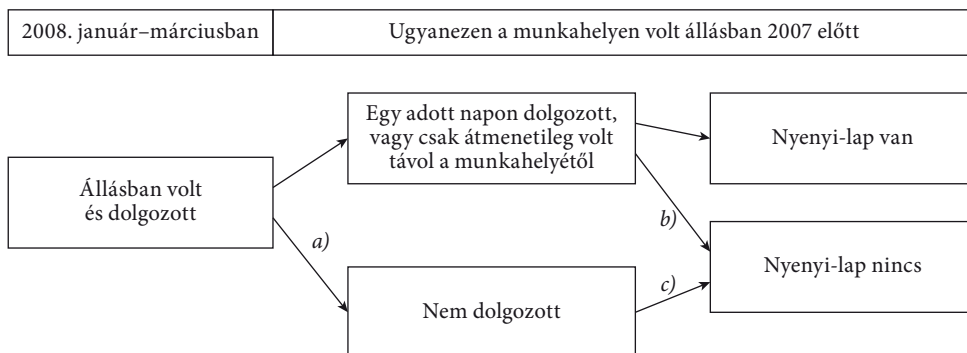 2008. január–márciusban
Ugyanezen a munkahelyen volt állásban 2007 előtt
Egy adott napon dolgozott,
vagy csak átmenetileg volt
távol a munkahelyétől
Nyenyi-lap van
Állásban volt
és dolgozott
a)
b)
Nyenyi-lap nincs
c)
Nem dolgozott